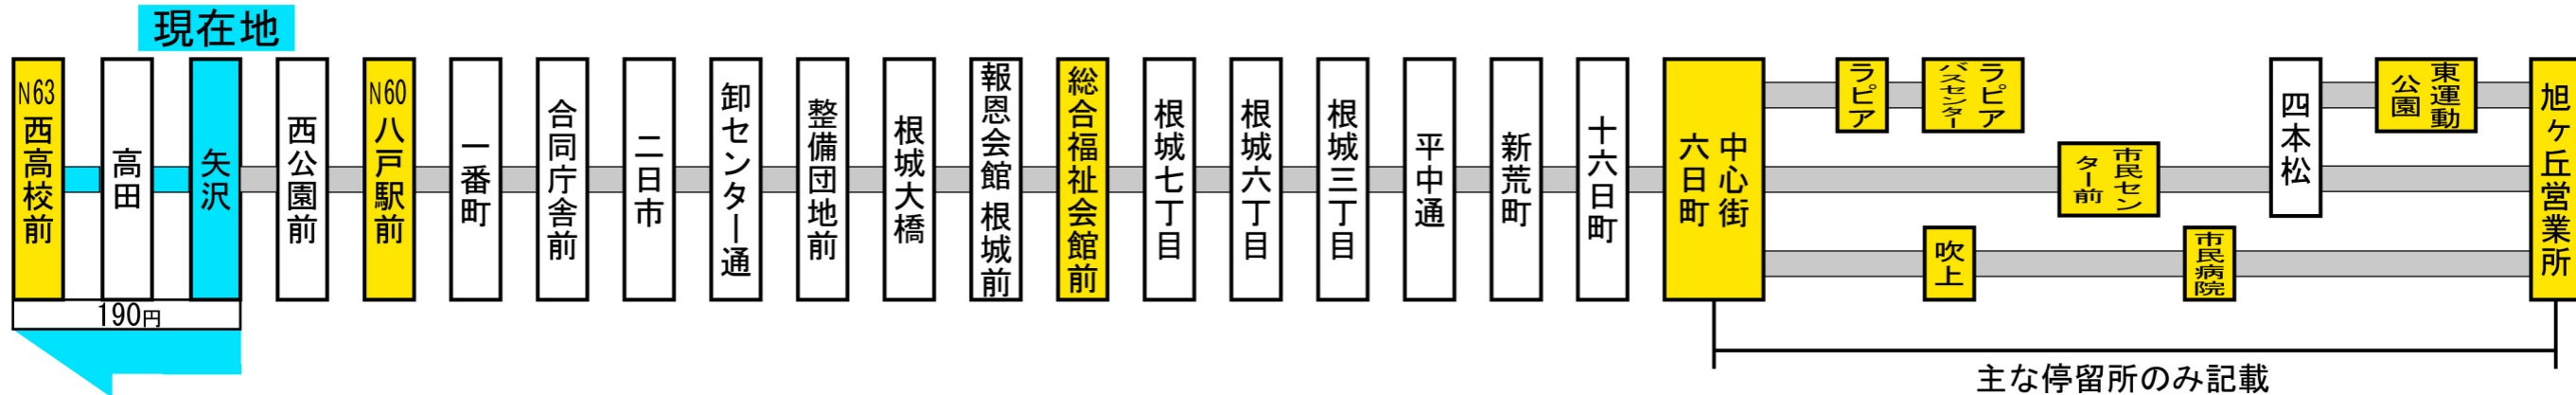 現在地
N63
西高校前
高田
矢沢
西公園前
N60
八戸駅前
一番町
合同庁舎前
二日市
卸センター通
整備団地前
根城大橋
報恩会館 根城前
総合福祉会館前
根城七丁目
根城六丁目
根城三丁目
平中通
新荒町
十六日町
中心街
六日町
ラピア
ラピア
バスセンター
市民セン
ター前
吹上
市民病院
四本松
東運動
公園
旭ヶ丘営業所
190円
主な停留所のみ記載